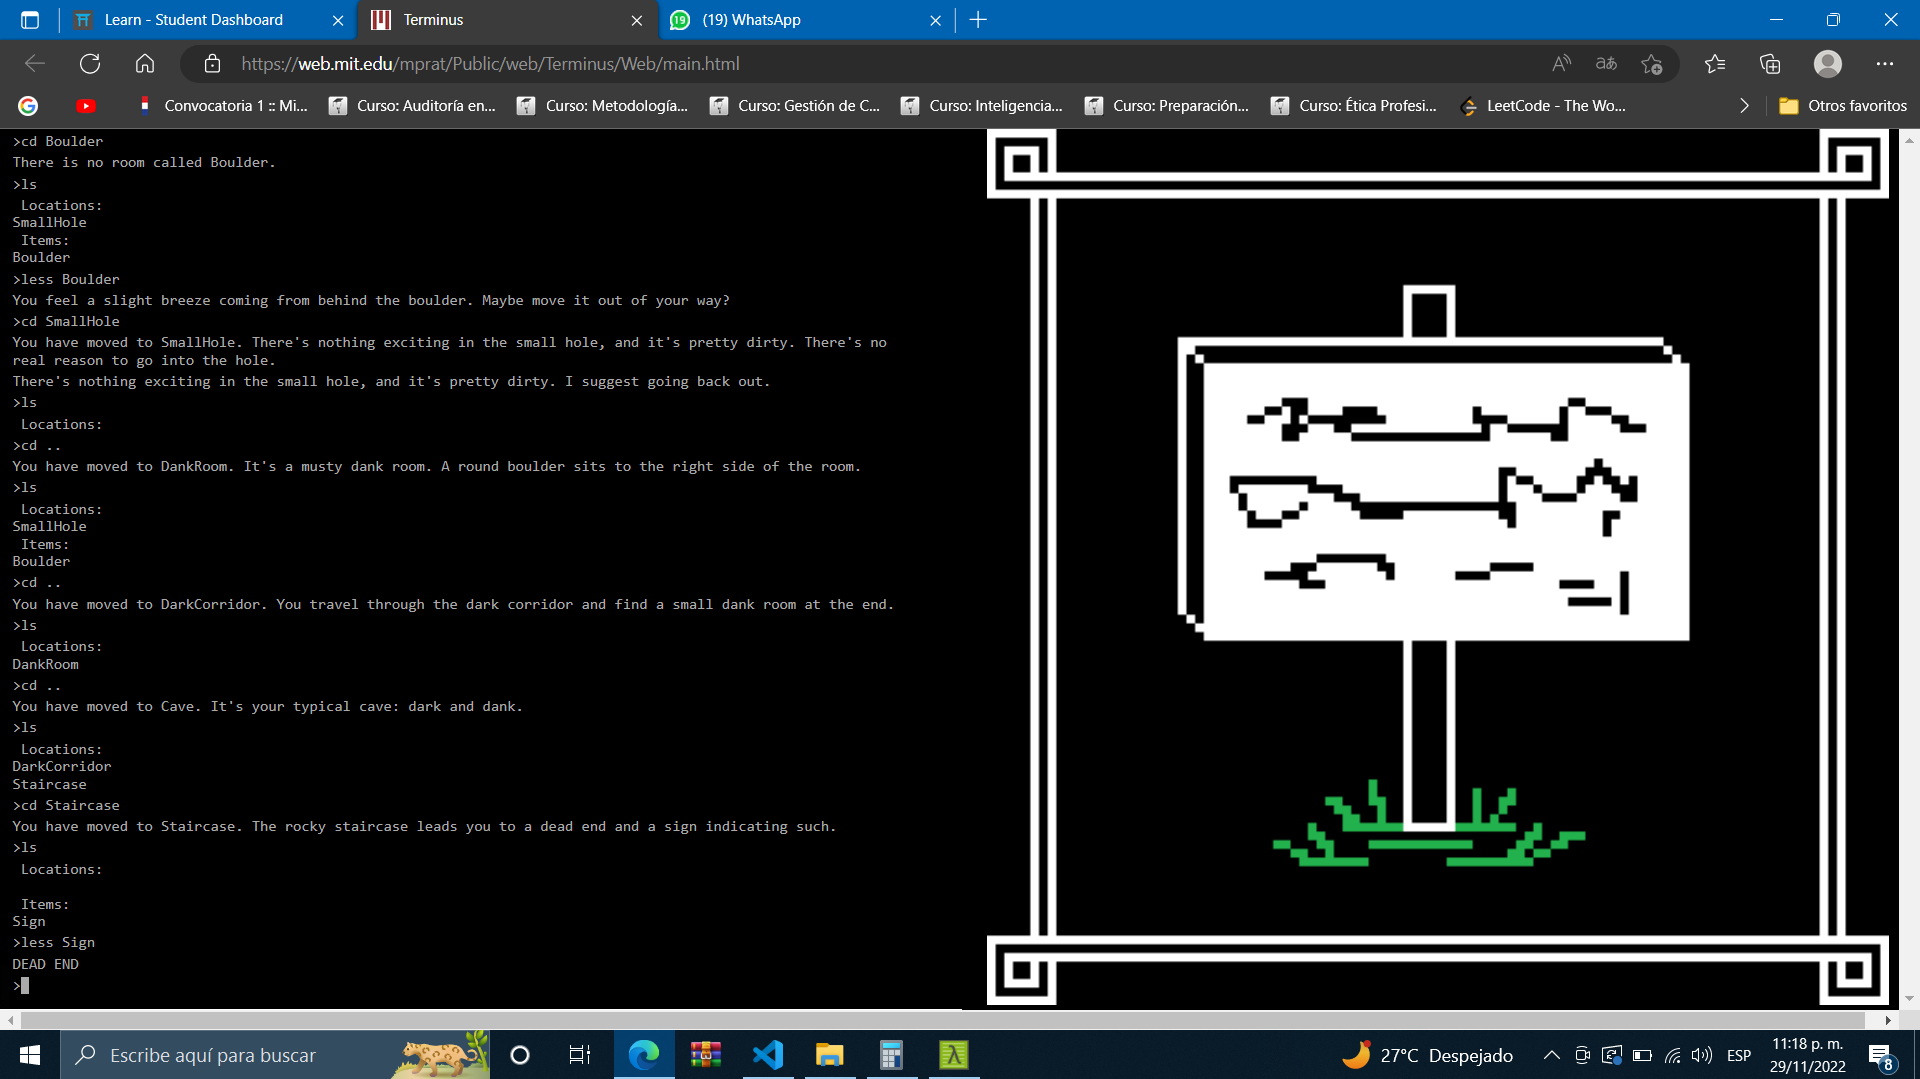 Learn - Student Dashboard
Terminus
(19) WhatsApp
https://web.mit.edu/mprat/Public/web/Terminus/Web/main.html
Convocatoria 1 :: Mi...
Curso: Auditoría en...
Curso: Metodología...
Curso: Gestión de C...
Curso: Inteligencia...
Curso: Preparación...
Curso: Ética Profesi...
LeetCode - The Wo...
Otros favoritos
>cd Boulder
There is no room called Boulder.
>ls
Locations:
SmallHole
Items:
Boulder
>less Boulder
You feel a slight breeze coming from behind the boulder. Maybe move it out of your way?
>cd SmallHole
You have moved to SmallHole. There's nothing exciting in the small hole, and it's pretty dirty. There's no
real reason to go into the hole.
There's nothing exciting in the small hole, and it's pretty dirty. I suggest going back out.
>ls
Locations:
>cd ..
You have moved to DankRoom. It's a musty dank room. A round boulder sits to the right side of the room.
>ls
Locations:
SmallHole
Items:
Boulder
>cd ..
You have moved to DarkCorridor. You travel through the dark corridor and find a small dank room at the end.
>ls
Locations:
DankRoom
>cd ..
You have moved to Cave. It's your typical cave: dark and dank.
>ls
Locations:
DarkCorridor
Staircase
>cd Staircase
You have moved to Staircase. The rocky staircase leads you to a dead end and a sign indicating such.
>ls
Locations:
Items:
Sign
>less Sign
DEAD END
>
Escribe aquí para buscar
27°C Despejado
ESP
11:18 p. m.
29/11/2022
8